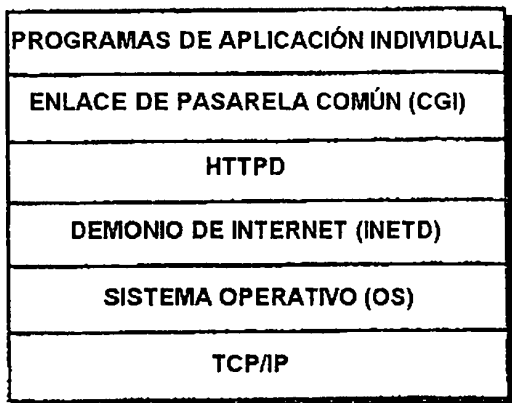 PROGRAMAS DE APLICACIÓN INDIVIDUAL
ENLACE DE PASARELA COMÚN (CGI)
HTTPD
DEMONIO DE INTERNET (INETD)
SISTEMA OPERATIVO (OS)
TCP/IP